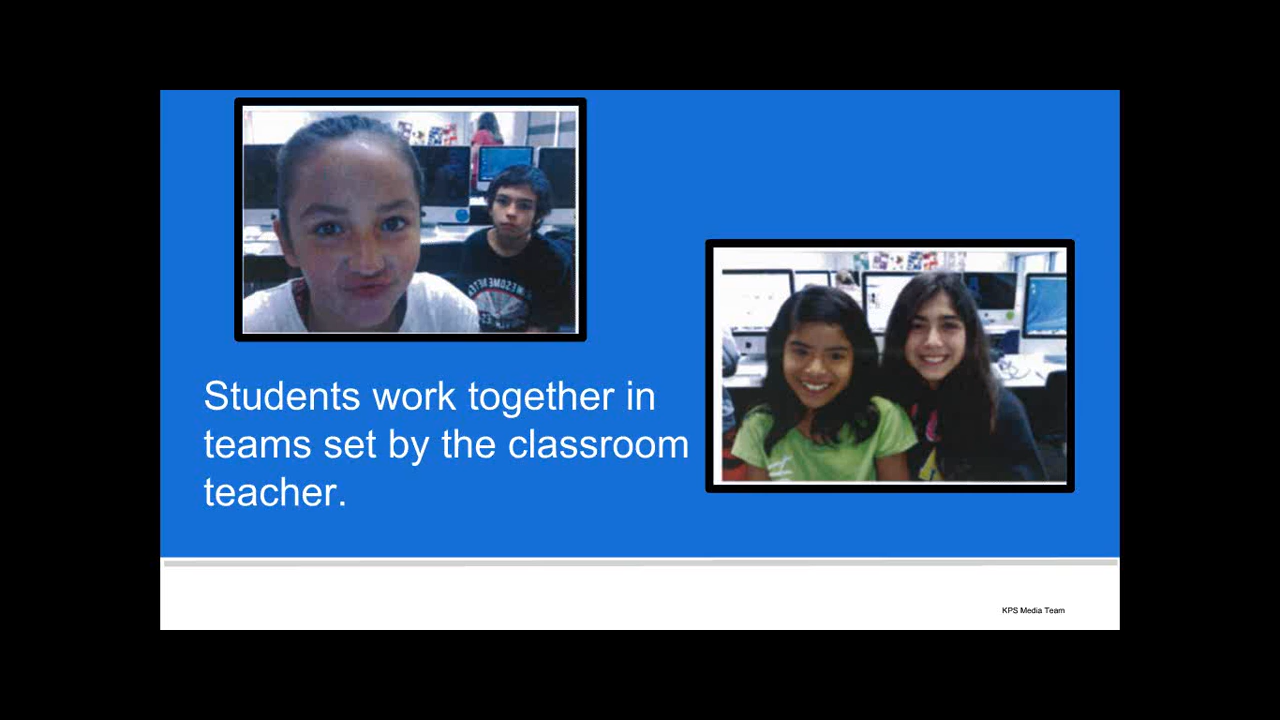 Students work together in
teams set by the classroom
teacher.
KPS Media Team